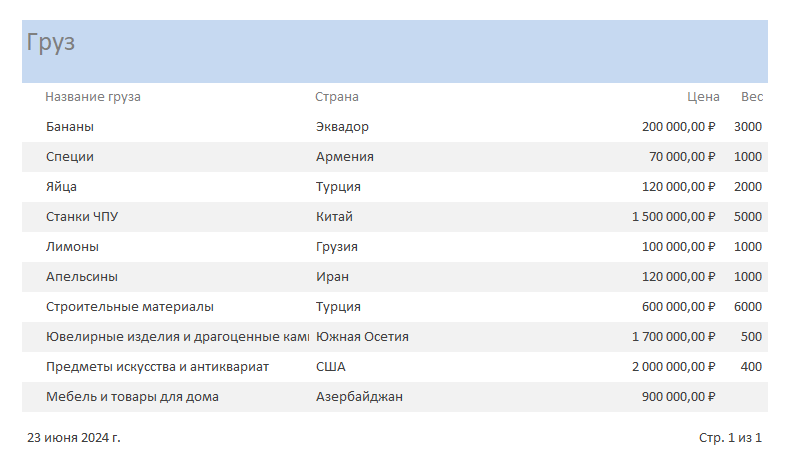 Груз
Название груза Страна Цена Вес
Бананы Эквадор 200 000,00 ₽ 3000
Специи Армения 70 000,00 ₽ 1000
Яйца Турция 120 000,00 ₽ 2000
Станки ЧПУ Китай 1 500 000,00 ₽ 5000
Лимоны Грузия 100 000,00 ₽ 1000
Апельсины Иран 120 000,00 ₽ 1000
Строительные материалы Турция 600 000,00 ₽ 6000
Ювелирные изделия и драгоценные кам Южная Осетия 1 700 000,00 ₽ 500
Предметы искусства и антиквариат США 2 000 000,00 ₽ 400
Мебель и товары для дома Азербайджан 900 000,00 ₽
23 июня 2024 г. Стр. 1 из 1